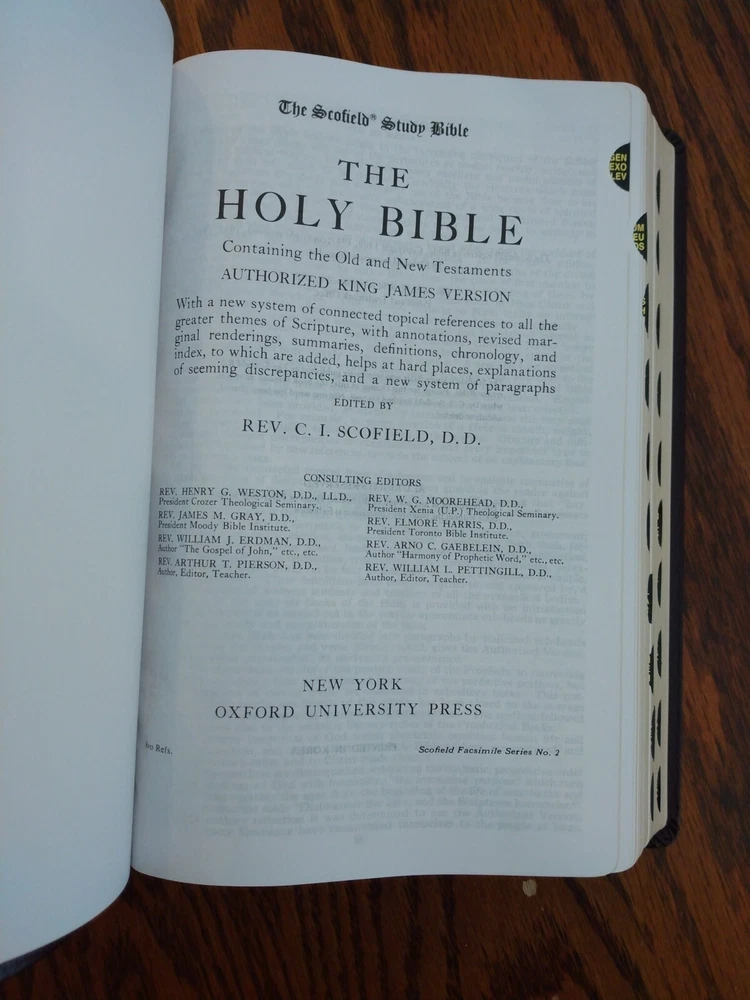 The Scofield® Study Bible
THE
HOLY BIBLE
Containing the Old and New Testaments
AUTHORIZED KING JAMES VERSION
With a new system of connected topical references to all the
greater themes of Scripture, with annotations, revised mar-
ginal renderings, summaries, definitions, chronology, and
index, to which are added, helps at hard places, explanations
of seeming discrepancies, and a new system of paragraphs
EDITED BY
REV. C. I. SCOFIELD, D.D.
CONSULTING EDITORS
REV. HENRY G. WESTON, D.D., LL.D.,
President Crozer Theological Seminary.
REV. JAMES M. GRAY, D.D.,
President Moody Bible Institute.
REV. WILLIAM J. ERDMAN, D.D.,
Author "The Gospel of John," etc., etc.
REV. ARTHUR T. PIERSON, D.D.,
Author, Editor, Teacher.
REV. W. G. MOOREHEAD, D.D.,
President Xenia (U.P.) Theological Seminary.
REV. ELMORE HARRIS, D.D.,
President Toronto Bible Institute.
REV. ARNO C. GAEBELEIN, D.D.,
Author "Harmony of Prophetic Word," etc., etc.
REV. WILLIAM L. PETTINGILL, D.D.,
Author, Editor, Teacher.
NEW YORK
OXFORD UNIVERSITY PRESS
Refs.
Scofield Facsimile Series No. 2
GEN
EXO
LEV